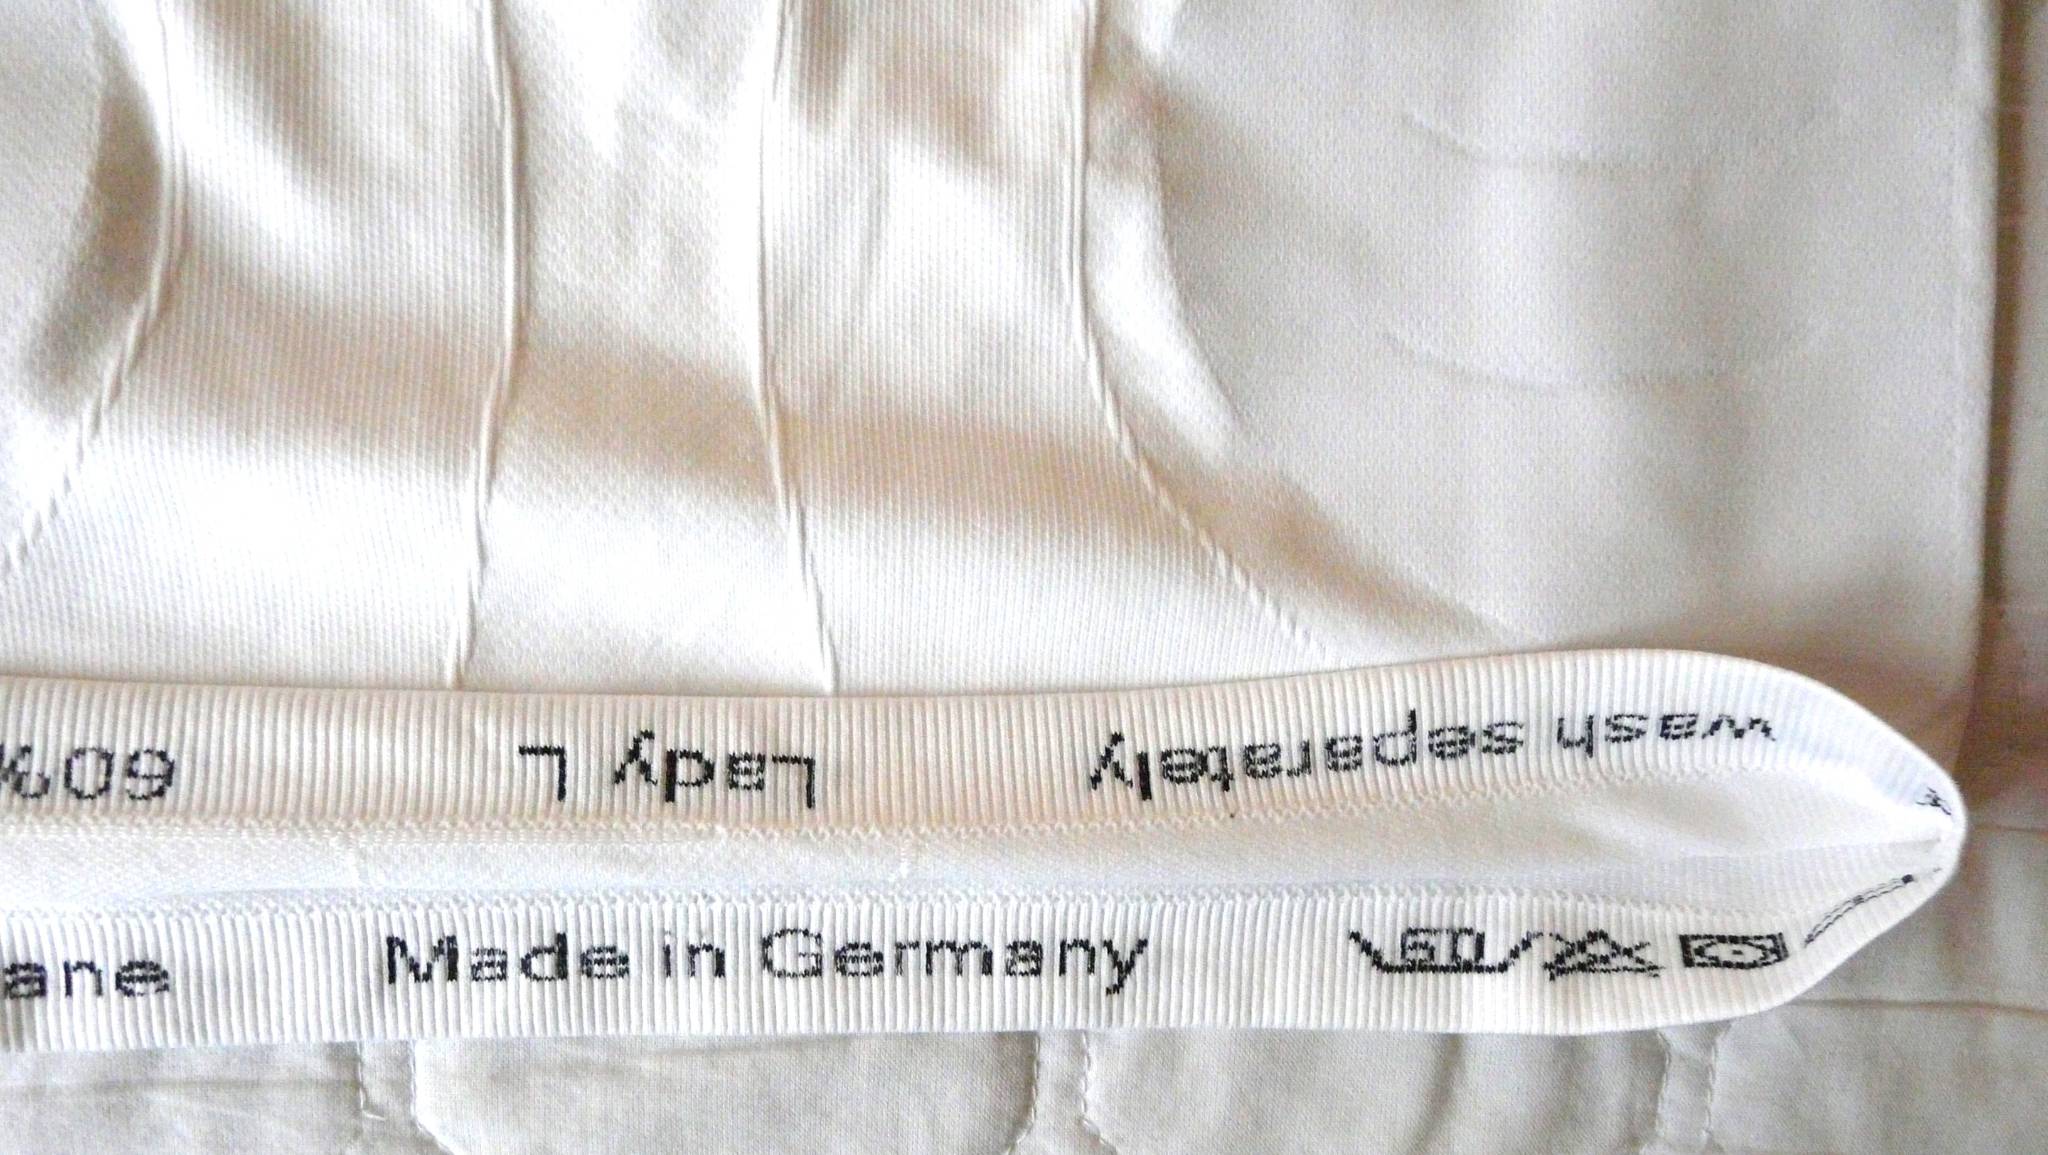 wash separately Lady L 60%
ane Made in Germany